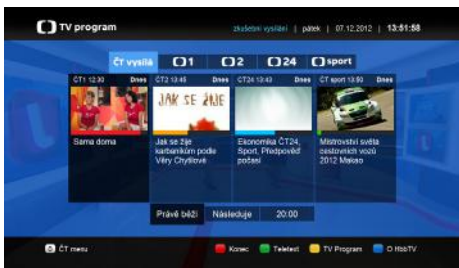 TV program
zkušební vysílání | pátek | 07.12.2012 | 13:51:58
ČT vysílá 1 2 24 sport
ČT1 12:30 Dnes ČT2 13:45 Dnes ČT24 13:43 Dnes ČT sport 13:50 Dnes
JAK SE ŽIJE
Sama doma
Jak se žije karbaníkům podle Věry Chytilové
Ekonomika ČT24, Sport, Předpověď počasí
Mistrovství světa cestovních vozů 2012 Makao
Právě běží Následuje 20:00
ČT menu Konec Teletext TV Program O HbbTV